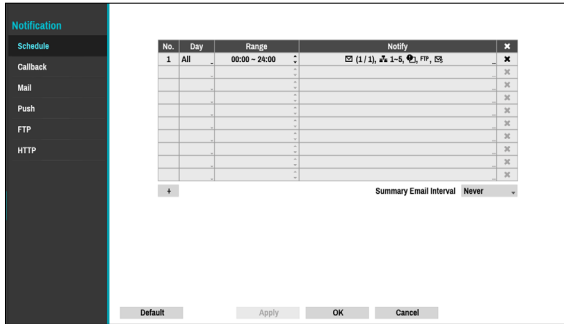 Notification
Schedule
Callback
Mail
Push
FTP
HTTP
No. Day Range Notify
1 All 00:00 ~ 24:00 (1 / 1), 1~5, , FTP,
+ Summary Email Interval Never
Default Apply OK Cancel